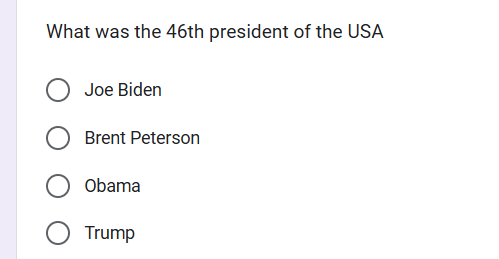 What was the 46th president of the USA
Joe Biden
Brent Peterson
Obama
Trump